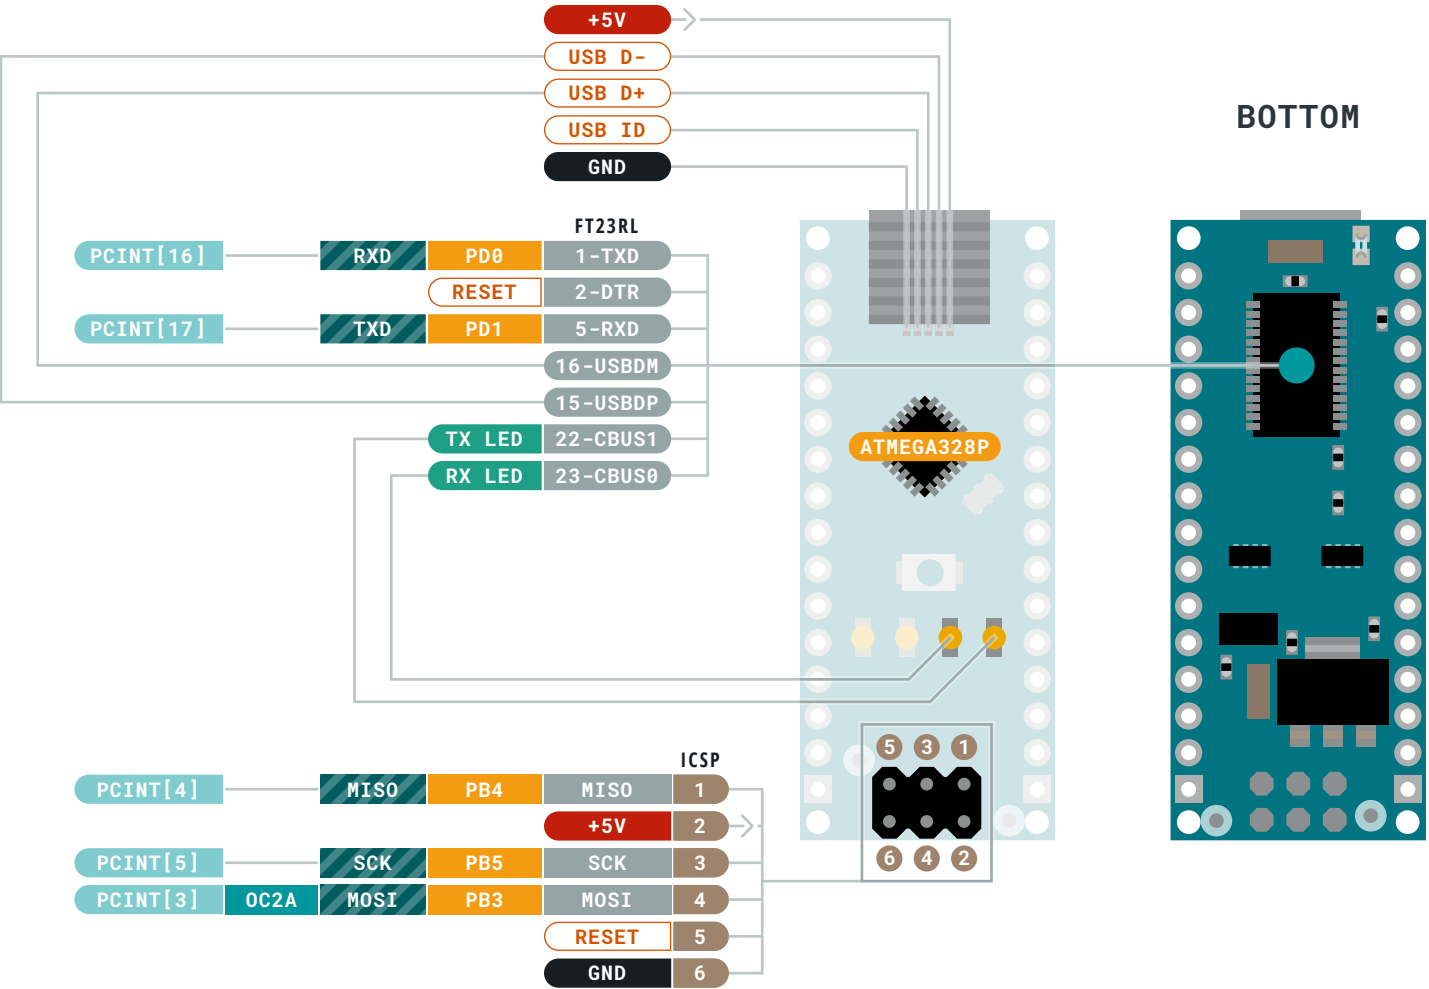 +5V
USB D-
USB D+
USB ID
GND
BOTTOM
FT23RL
PCINT[16] RXD PD0 1-TXD
RESET 2-DTR
PCINT[17] TXD PD1 5-RXD
16-USBDM
15-USBDP
TX LED 22-CBUS1
RX LED 23-CBUS0
ATMEGA328P
ICSP
PCINT[4] MISO PB4 MISO 1
+5V 2
PCINT[5] SCK PB5 SCK 3
PCINT[3] OC2A MOSI PB3 MOSI 4
RESET 5
GND 6
5 3 1
6 4 2